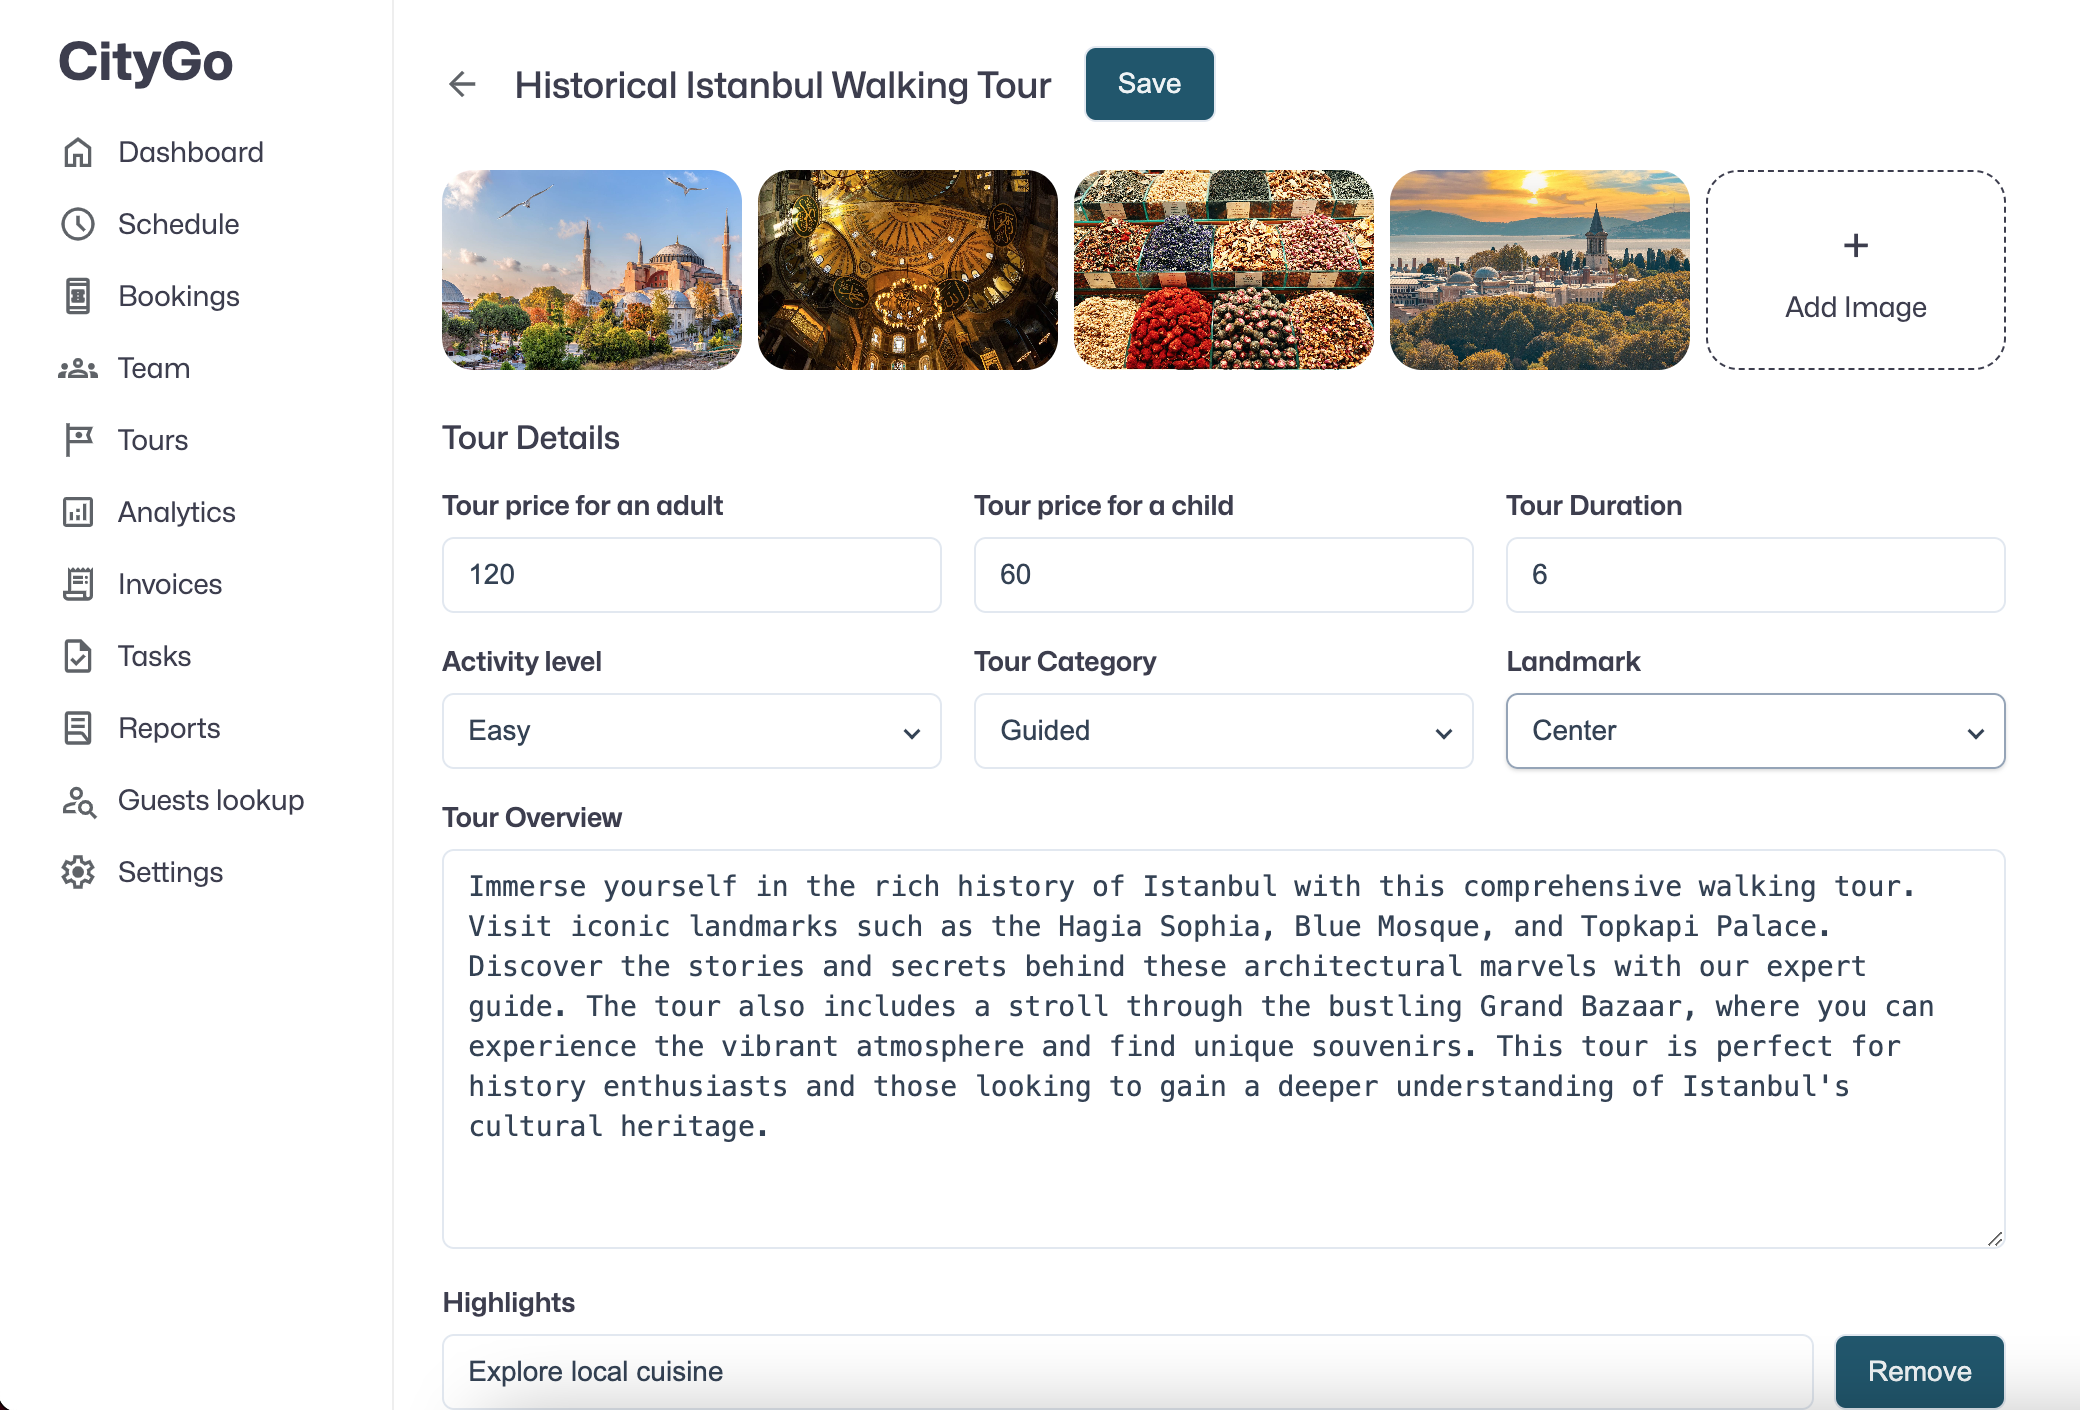 CityGo
Dashboard
Schedule
Bookings
Team
Tours
Analytics
Invoices
Tasks
Reports
Guests lookup
Settings
Historical Istanbul Walking Tour
Save
Add Image
Tour Details
Tour price for an adult
120
Tour price for a child
60
Tour Duration
6
Activity level
Easy
Tour Category
Guided
Landmark
Center
Tour Overview
Immerse yourself in the rich history of Istanbul with this comprehensive walking tour.
Visit iconic landmarks such as the Hagia Sophia, Blue Mosque, and Topkapi Palace.
Discover the stories and secrets behind these architectural marvels with our expert
guide. The tour also includes a stroll through the bustling Grand Bazaar, where you can
experience the vibrant atmosphere and find unique souvenirs. This tour is perfect for
history enthusiasts and those looking to gain a deeper understanding of Istanbul's
cultural heritage.
Highlights
Explore local cuisine
Remove